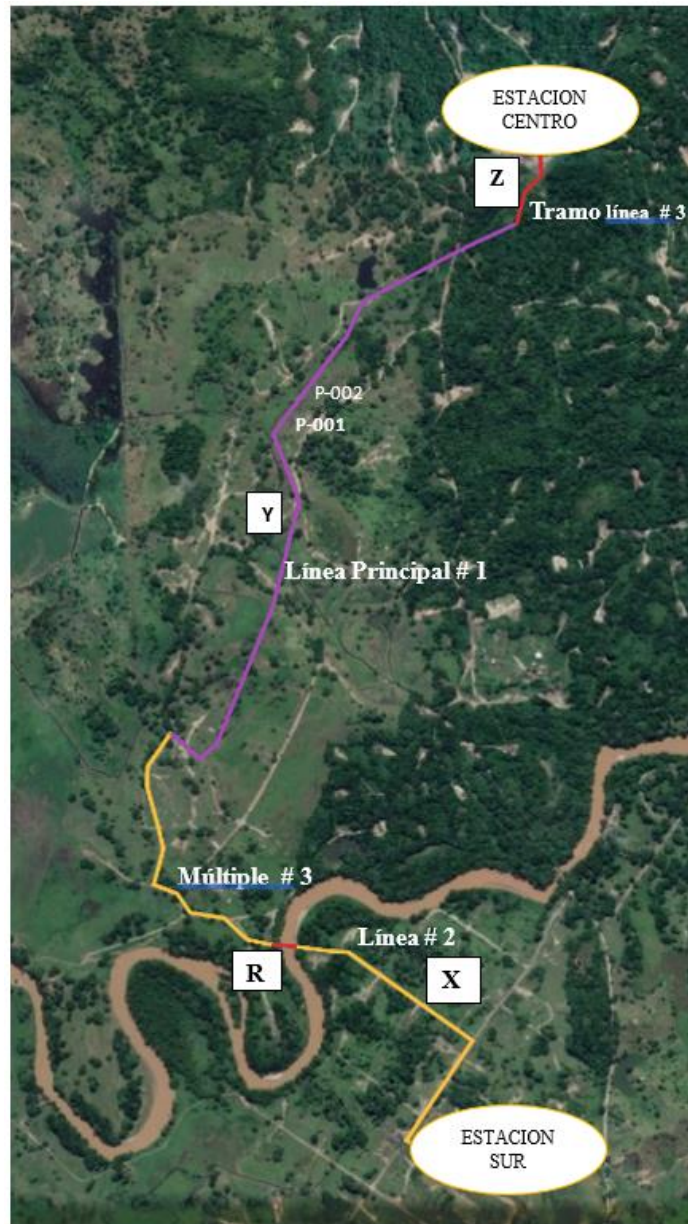 ESTACION
CENTRO
Z
Tramo línea # 3
P-002
P-001
Y
Línea Principal # 1
Múltiple # 3
Línea # 2
R
X
ESTACION
SUR